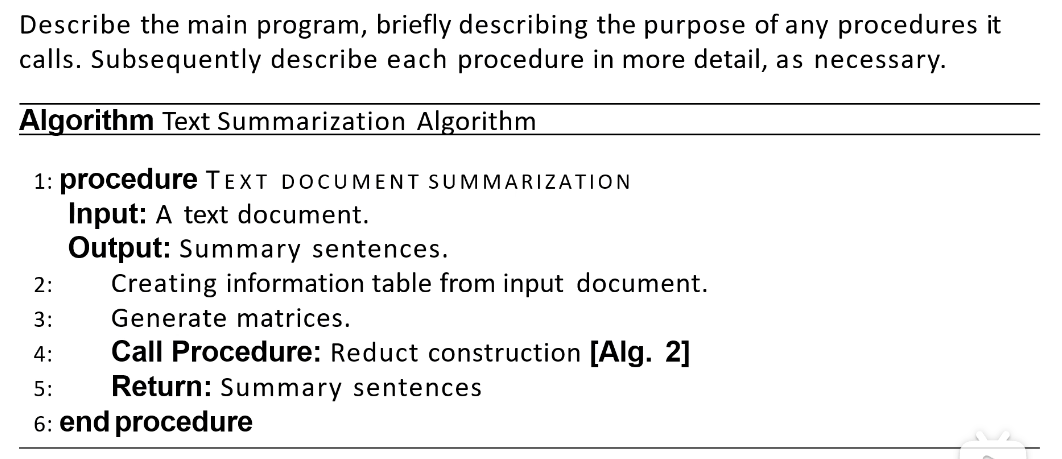 Describe the main program, briefly describing the purpose of any procedures it
calls. Subsequently describe each procedure in more detail, as necessary.
Algorithm Text Summarization Algorithm
1: procedure TEXT DOCUMENT SUMMARIZATION
Input: A text document.
Output: Summary sentences.
2: Creating information table from input document.
3: Generate matrices.
4: Call Procedure: Reduct construction [Alg. 2]
5: Return: Summary sentences
6: end procedure